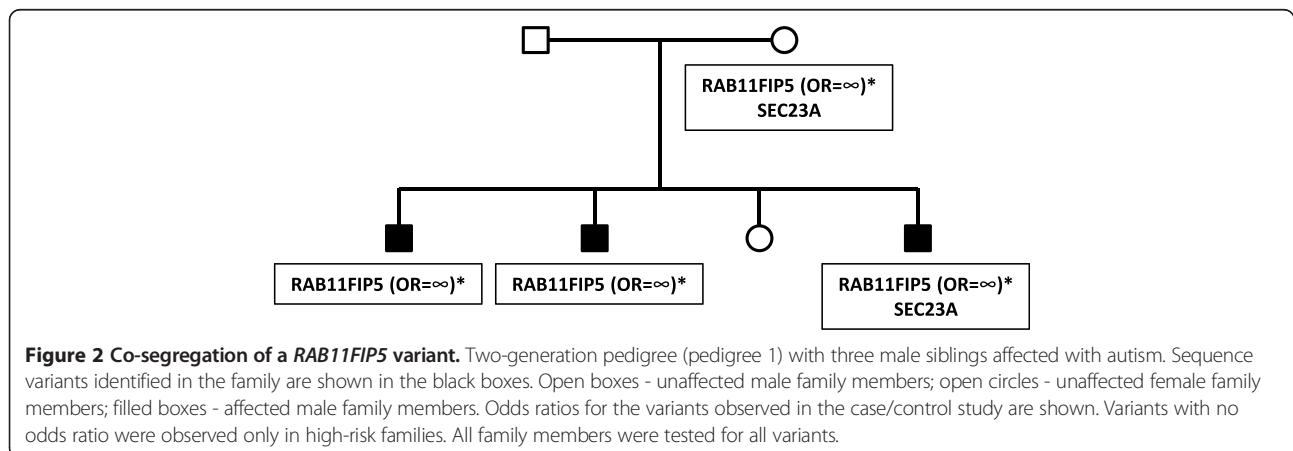 RAB11FIP5 (OR=∞)*
SEC23A
RAB11FIP5 (OR=∞)*
RAB11FIP5 (OR=∞)*
RAB11FIP5 (OR=∞)*
SEC23A
Figure 2 Co-segregation of a RAB11FIP5 variant. Two-generation pedigree (pedigree 1) with three male siblings affected with autism. Sequence
variants identified in the family are shown in the black boxes. Open boxes - unaffected male family members; open circles - unaffected female family
members; filled boxes - affected male family members. Odds ratios for the variants observed in the case/control study are shown. Variants with no
odds ratio were observed only in high-risk families. All family members were tested for all variants.